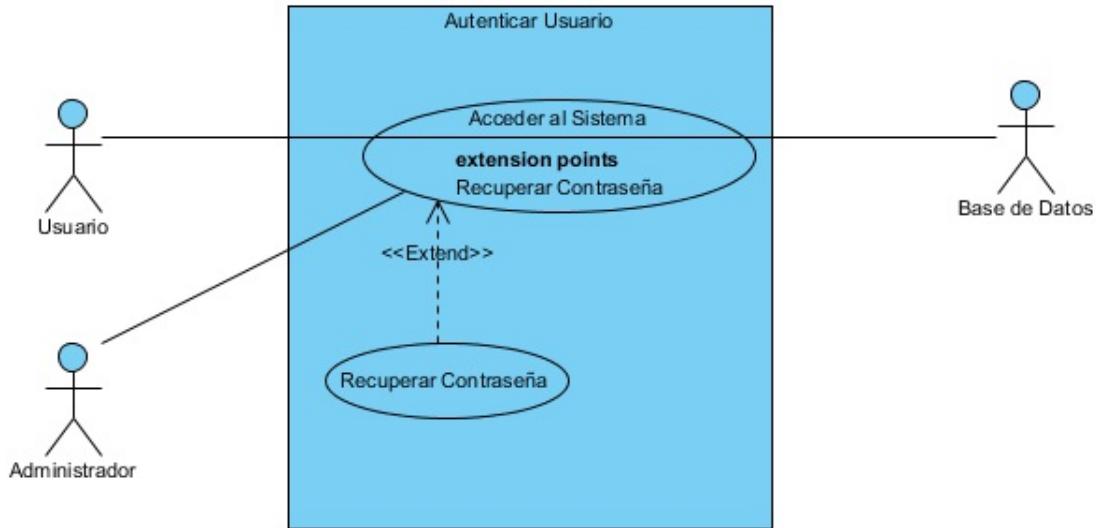 Autenticar Usuario
Acceder al Sistema
extension points
Recuperar Contraseña
Usuario
Base de Datos
<<Extend>>
Recuperar Contraseña
Administrador